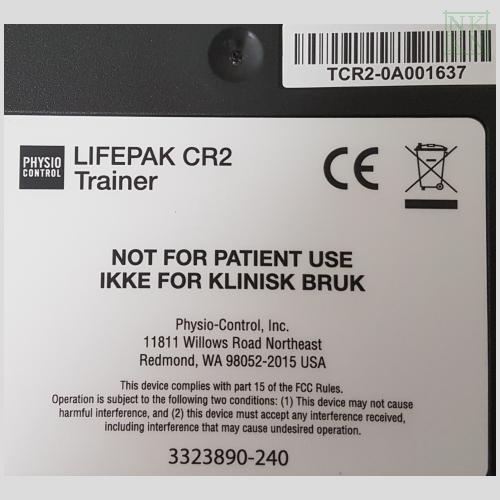 NK
TCR2-0A001637
PHYSIO
CONTROL
LIFEPAK CR2
Trainer
CE
NOT FOR PATIENT USE
IKKE FOR KLINISK BRUK
Physio-Control, Inc.
11811 Willows Road Northeast
Redmond, WA 98052-2015 USA
This device complies with part 15 of the FCC Rules.
Operation is subject to the following two conditions: (1) This device may not cause
harmful interference, and (2) this device must accept any interference received,
including interference that may cause undesired operation.
3323890-240